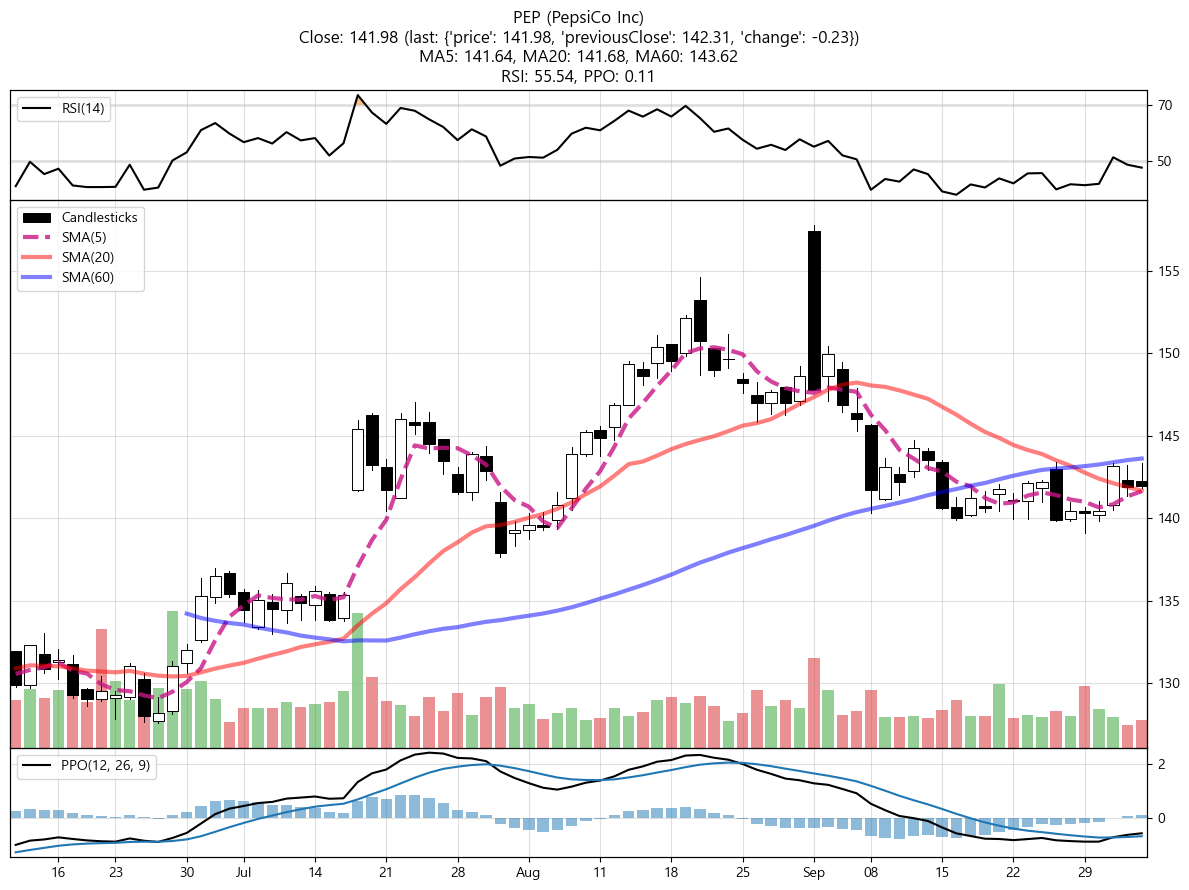 PEP (PepsiCo Inc)
Close: 141.98 (last: {'price': 141.98, 'previousClose': 142.31, 'change': -0.23})
MA5: 141.64, MA20: 141.68, MA60: 143.62
RSI: 55.54, PPO: 0.11
RSI(14)
70
50
Candlesticks
SMA(5)
SMA(20)
SMA(60)
155
150
145
140
135
130
PPO(12, 26, 9)
2
0
16 23 30 Jul 14 21 28 Aug 11 18 25 Sep 08 15 22 29